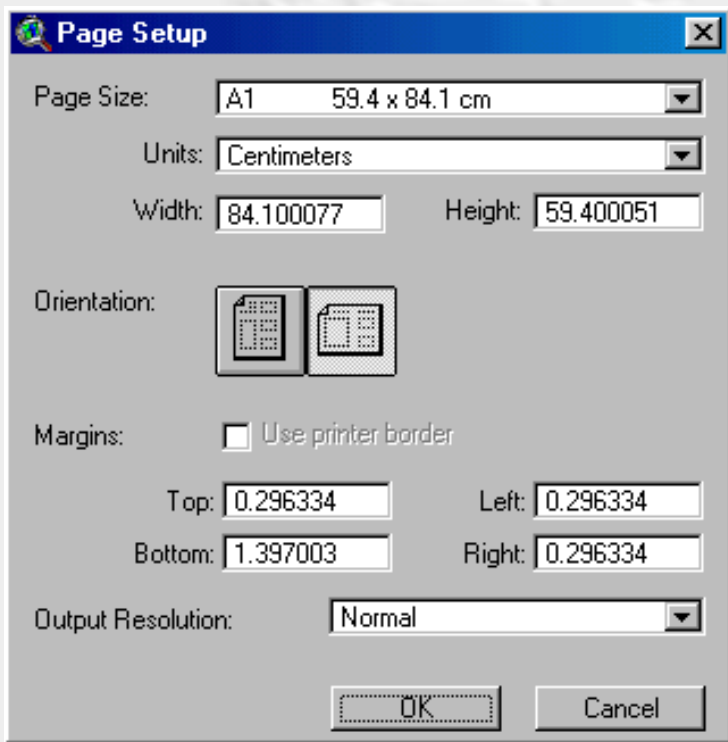 Page Setup
Page Size: A1 59.4 x 84.1 cm
Units: Centimeters
Width: 84.100077 Height: 59.400051
Orientation:
Margins: Use printer border
Top: 0.296334 Left: 0.296334
Bottom: 1.397003 Right: 0.296334
Output Resolution: Normal
OK Cancel